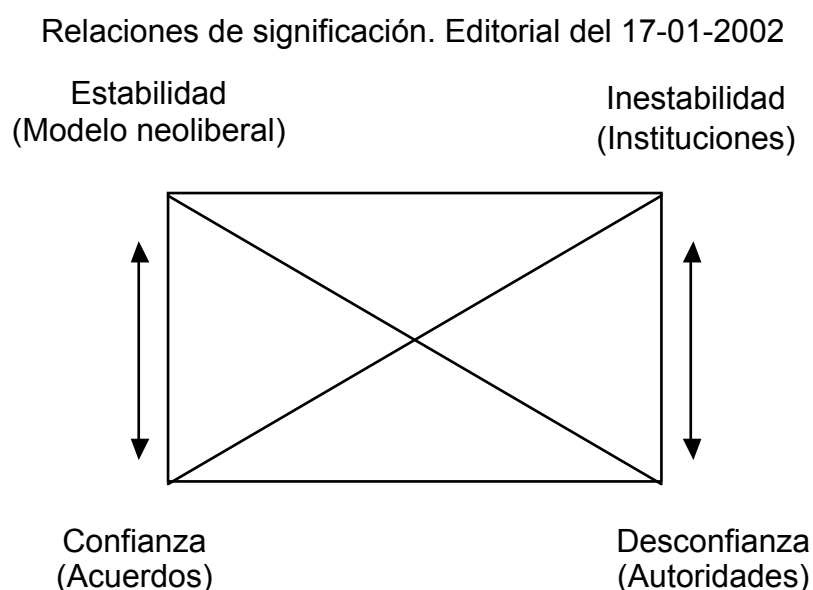 Relaciones de significación. Editorial del 17-01-2002
Estabilidad
(Modelo neoliberal)
Inestabilidad
(Instituciones)
Confianza
(Acuerdos)
Desconfianza
(Autoridades)